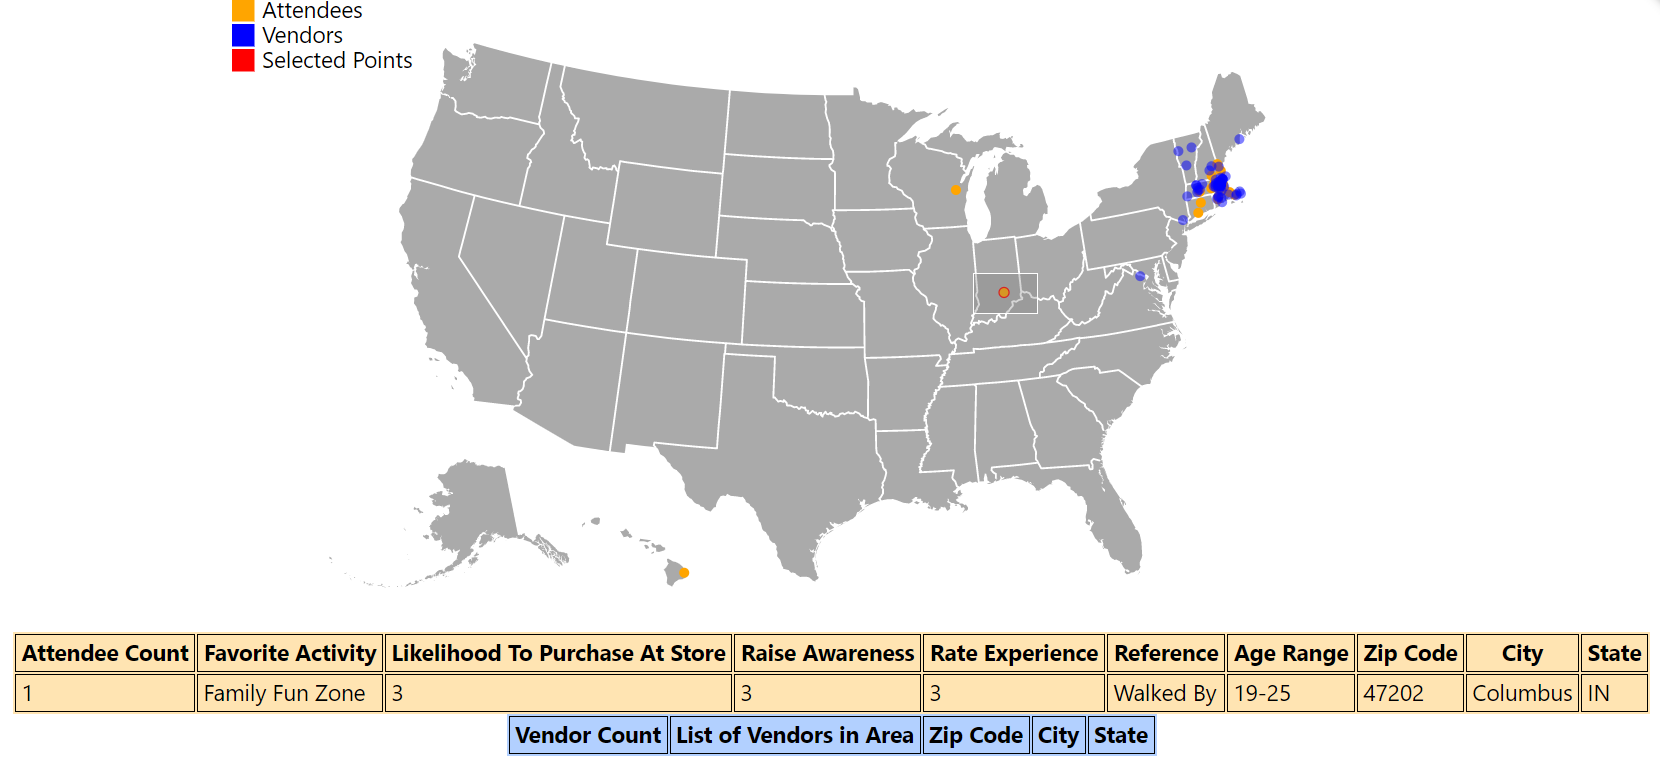 Attendees
Vendors
Selected Points
Attendee Count Favorite Activity Likelihood To Purchase At Store Raise Awareness Rate Experience Reference Age Range Zip Code City State
1 Family Fun Zone 3 3 3 Walked By 19-25 47202 Columbus IN
Vendor Count List of Vendors in Area Zip Code City State